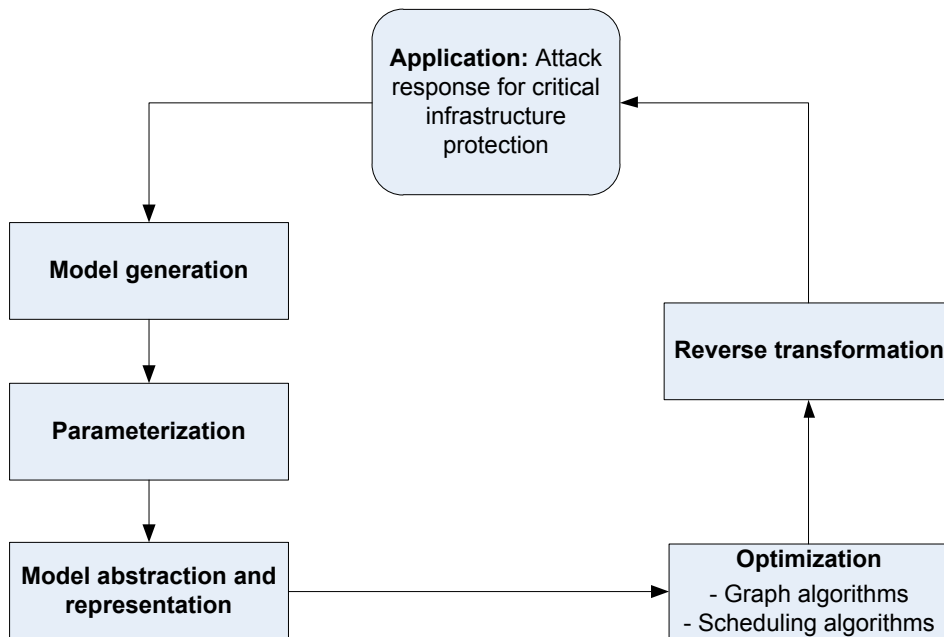 Application: Attack
response for critical
infrastructure
protection
Model generation
Parameterization
Model abstraction and
representation
Optimization
- Graph algorithms
- Scheduling algorithms
Reverse transformation